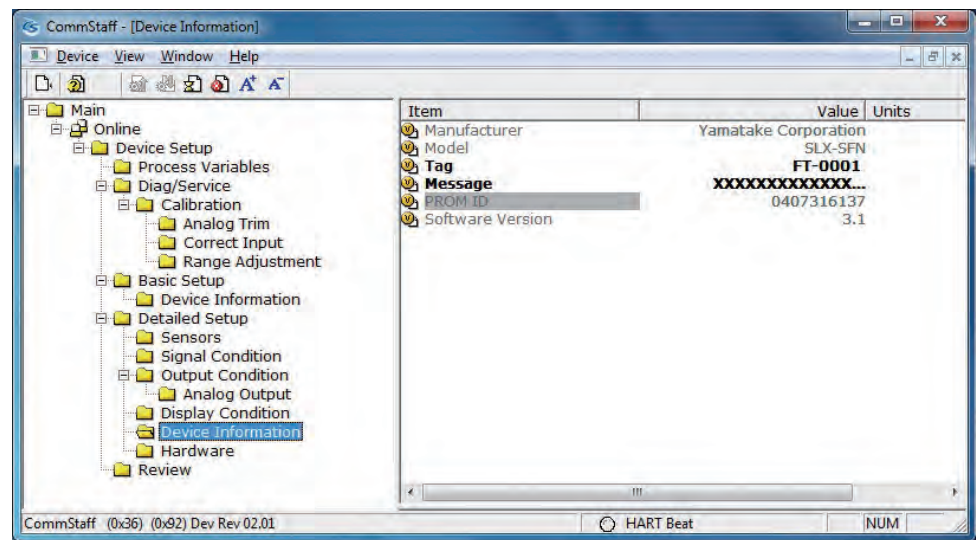 CommStaff - [Device Information]
Device View Window Help
Main
Online
Device Setup
Process Variables
Diag/Service
Calibration
Analog Trim
Correct Input
Range Adjustment
Basic Setup
Device Information
Detailed Setup
Sensors
Signal Condition
Output Condition
Analog Output
Display Condition
Device Information
Hardware
Review
Item Value Units
Manufacturer Yamatake Corporation
Model SLX-SFN
Tag FT-0001
Message XXXXXXXXXXXXX...
PROM ID 0407316137
Software Version 3.1
CommStaff (0x36) (0x92) Dev Rev 02.01 HART Beat NUM